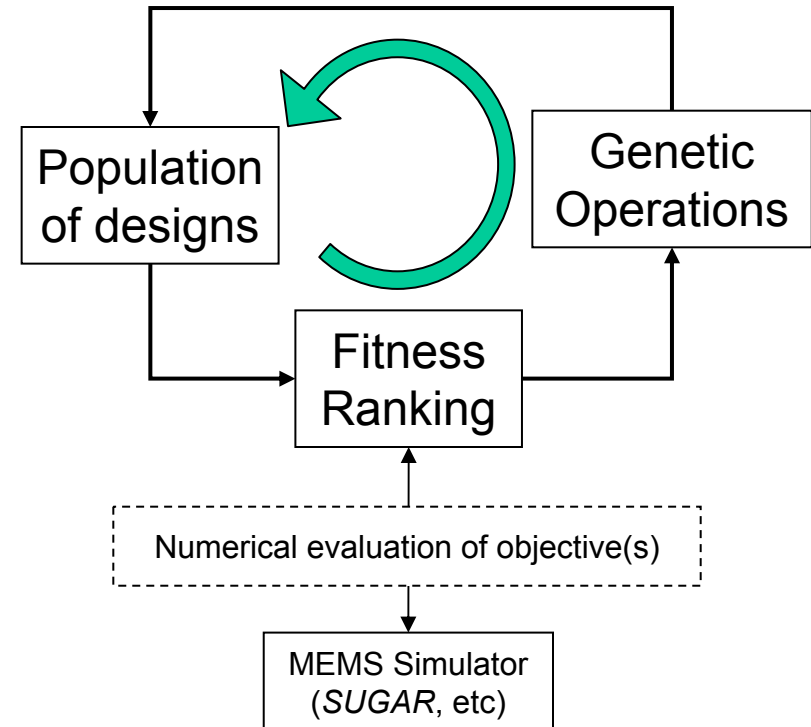 Population
of designs
Genetic
Operations
Fitness
Ranking
Numerical evaluation of objective(s)
MEMS Simulator
(SUGAR, etc)